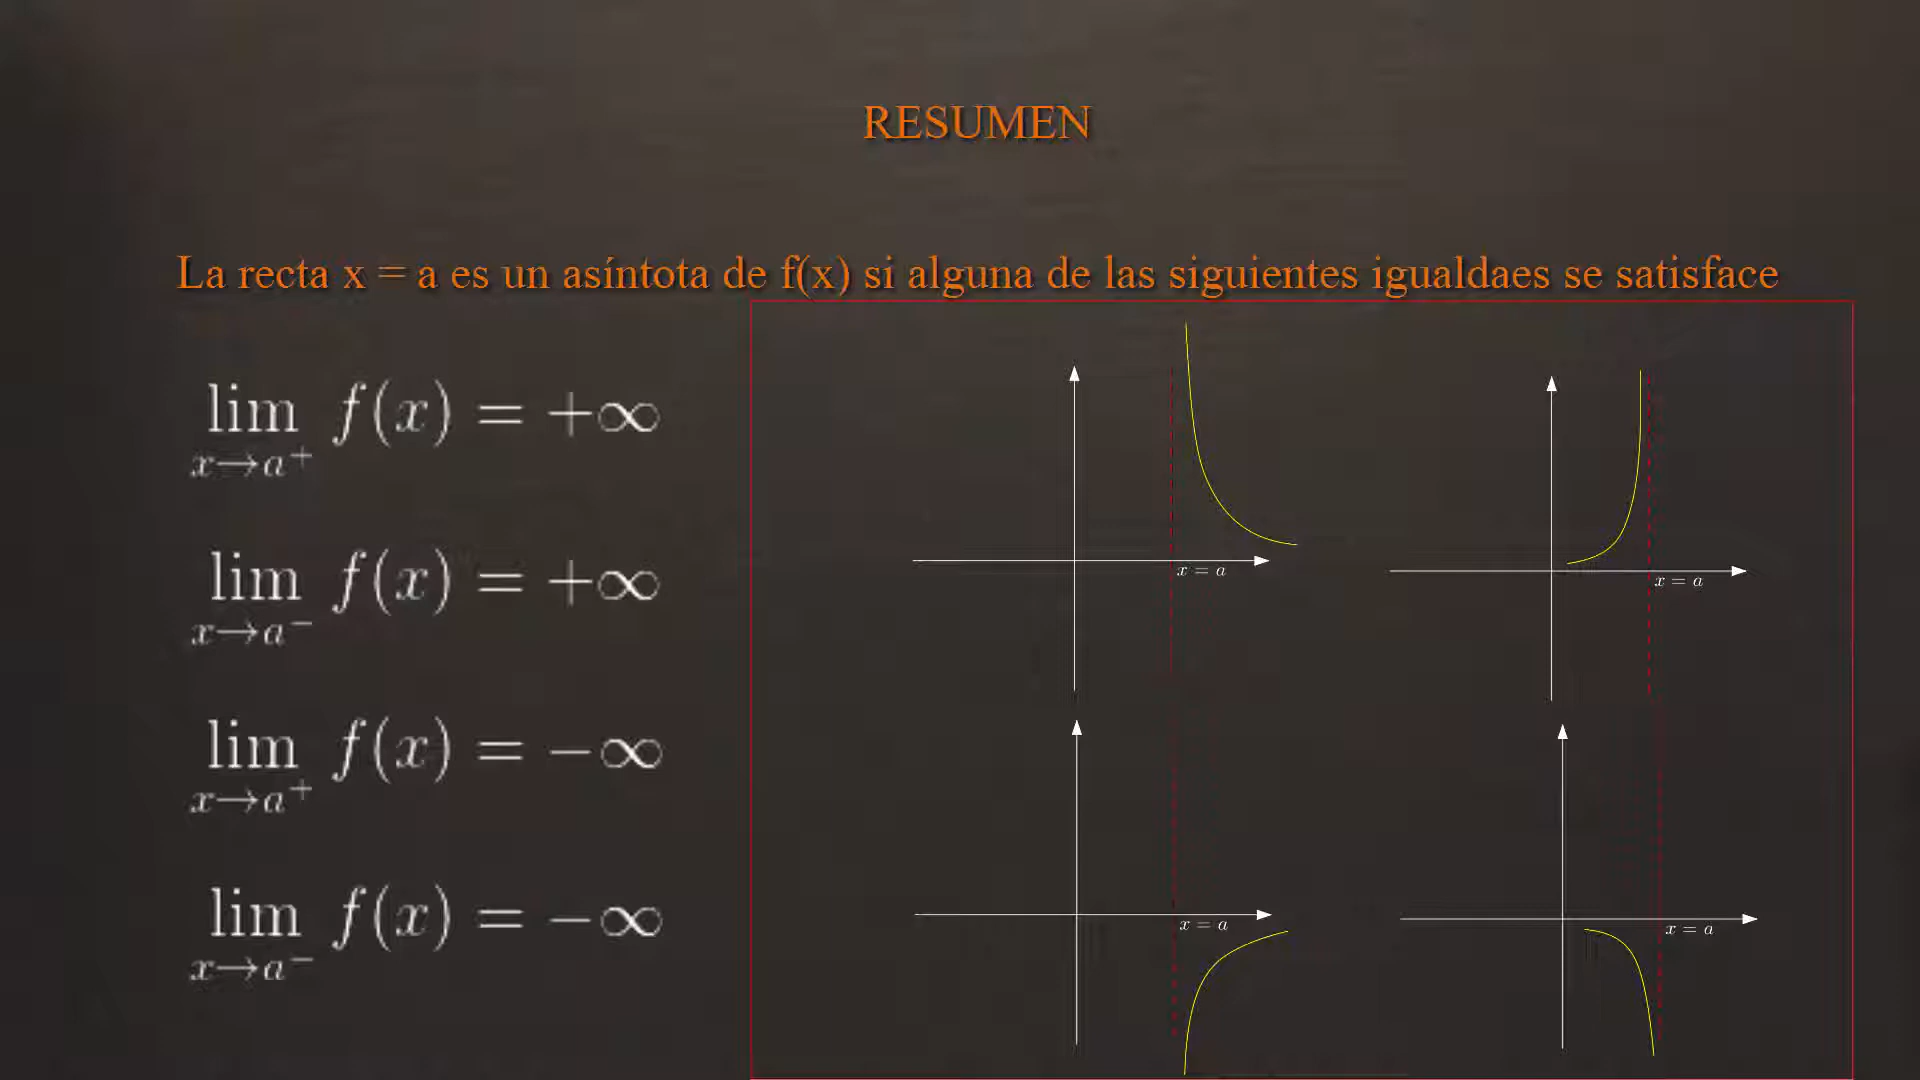 RESUMEN
La recta x = a es un asíntota de f(x) si alguna de las siguientes igualdaes se satisface
lim f(x) = +∞
x→a⁺
lim f(x) = +∞
x→a⁻
lim f(x) = −∞
x→a⁺
lim f(x) = −∞
x→a⁻
x = a
x = a
x = a
x = a